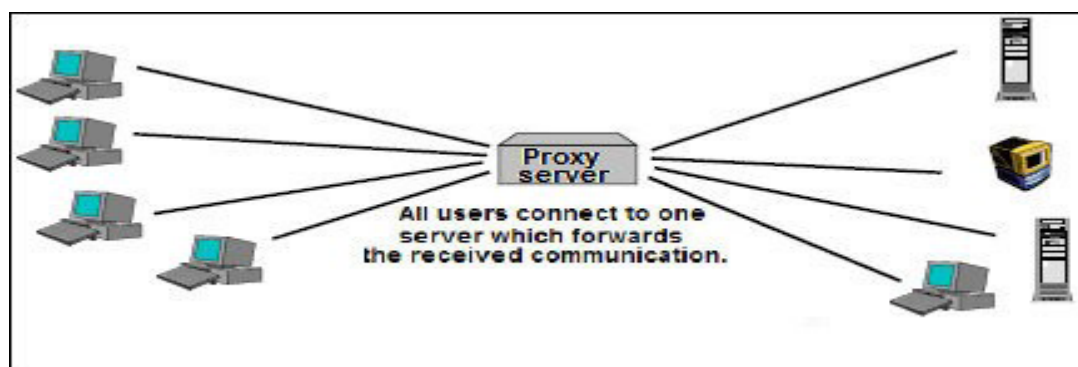 Proxy
server
All users connect to one
server which forwards
the received communication.